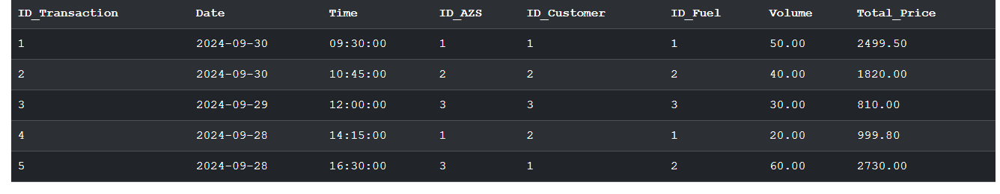 ID_Transaction Date Time ID_AZS ID_Customer ID_Fuel Volume Total_Price
1 2024-09-30 09:30:00 1 1 1 50.00 2499.50
2 2024-09-30 10:45:00 2 2 2 40.00 1820.00
3 2024-09-29 12:00:00 3 3 3 30.00 810.00
4 2024-09-28 14:15:00 1 2 1 20.00 999.80
5 2024-09-28 16:30:00 3 1 2 60.00 2730.00